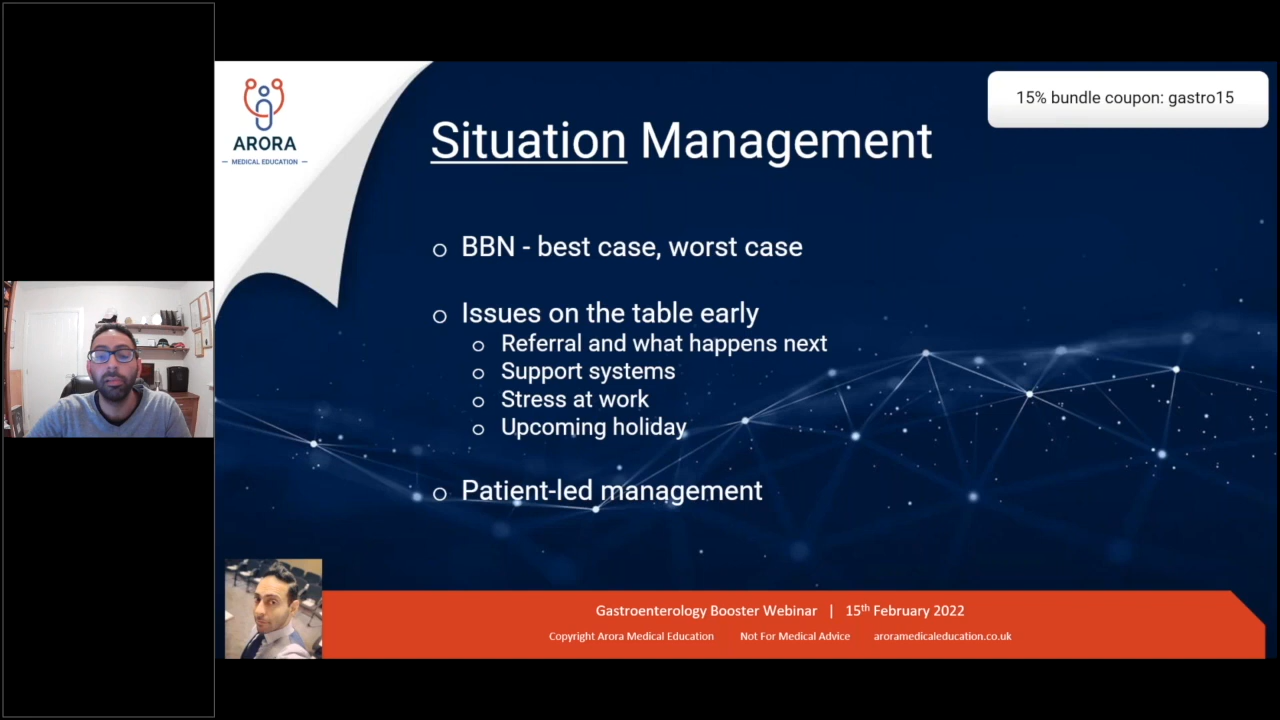 ARORA
MEDICAL EDUCATION
15% bundle coupon: gastro15
Situation Management
BBN - best case, worst case
Issues on the table early
Referral and what happens next
Support systems
Stress at work
Upcoming holiday
Patient-led management
Gastroenterology Booster Webinar | 15th February 2022
Copyright Arora Medical Education Not For Medical Advice aroramedicaleducation.co.uk